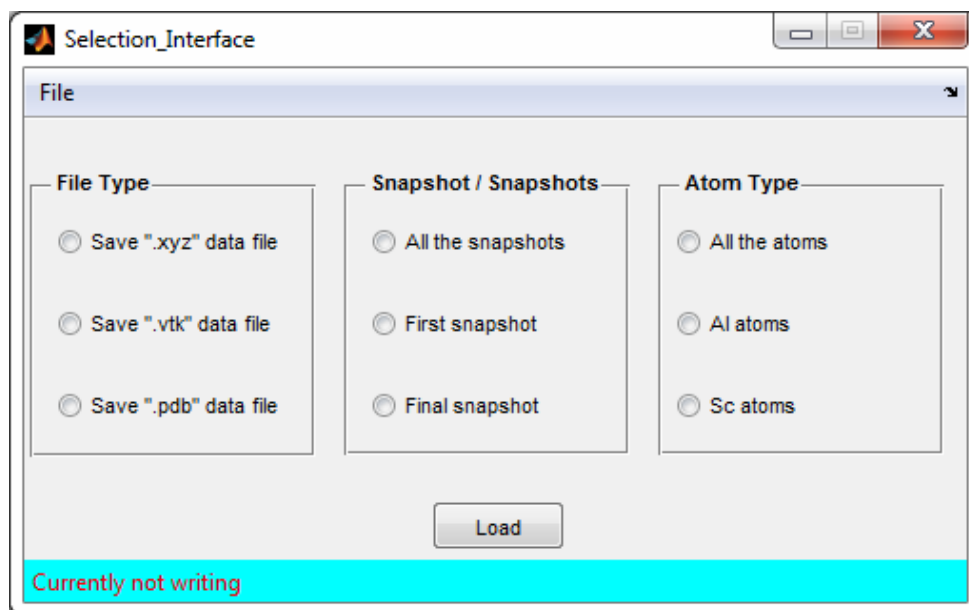 Selection_Interface
File
File Type
Save ".xyz" data file
Save ".vtk" data file
Save ".pdb" data file
Snapshot / Snapshots
All the snapshots
First snapshot
Final snapshot
Atom Type
All the atoms
Al atoms
Sc atoms
Load
Currently not writing